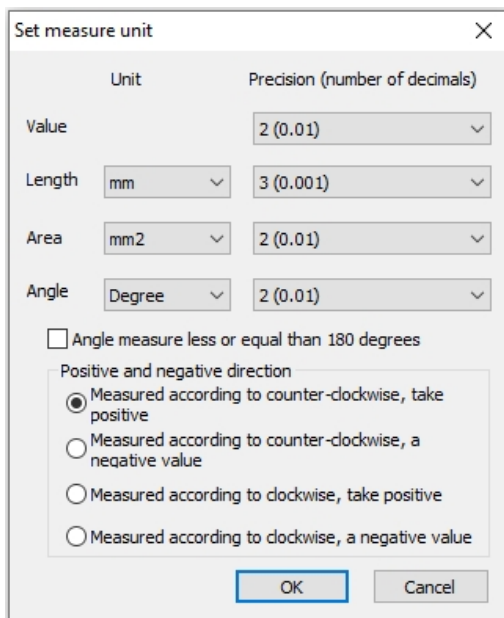 Set measure unit
Unit Precision (number of decimals)
Value 2 (0.01)
Length mm 3 (0.001)
Area mm2 2 (0.01)
Angle Degree 2 (0.01)
Angle measure less or equal than 180 degrees
Positive and negative direction
Measured according to counter-clockwise, take
positive
Measured according to counter-clockwise, a
negative value
Measured according to clockwise, take positive
Measured according to clockwise, a negative value
OK Cancel